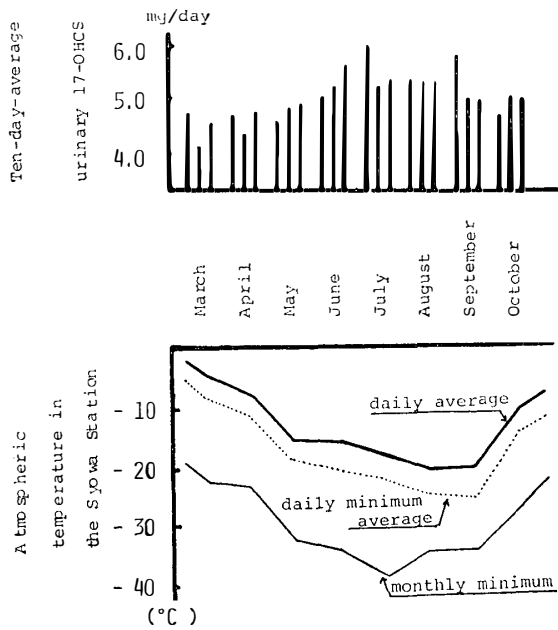 mg/day
Ten-day-average
urinary 17-OHCS
6.0
5.0
4.0
March
April
May
June
July
August
September
October
Atmospheric
temperature in
the Syowa Station
- 10
- 20
- 30
- 40
(°C)
daily average
daily minimum
average
monthly minimum